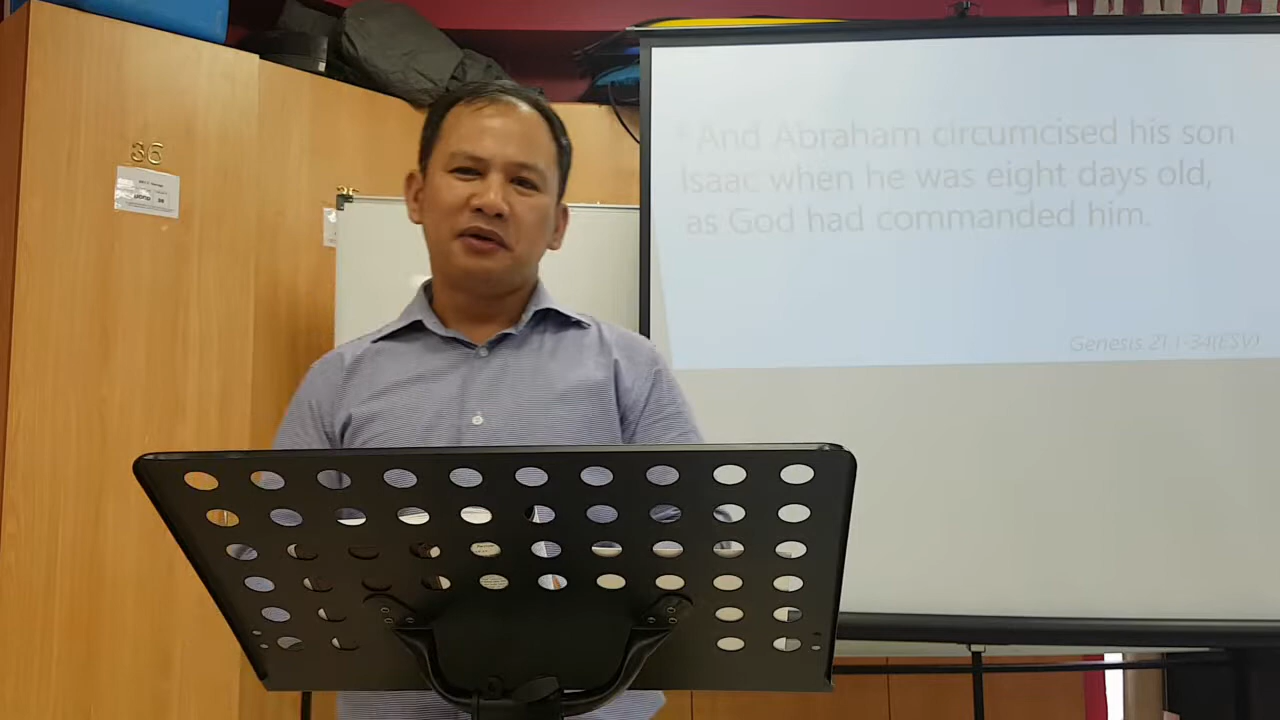 36
⁴ And Abraham circumcised his son
Isaac when he was eight days old,
as God had commanded him.
Genesis 21:1-34(ESV)